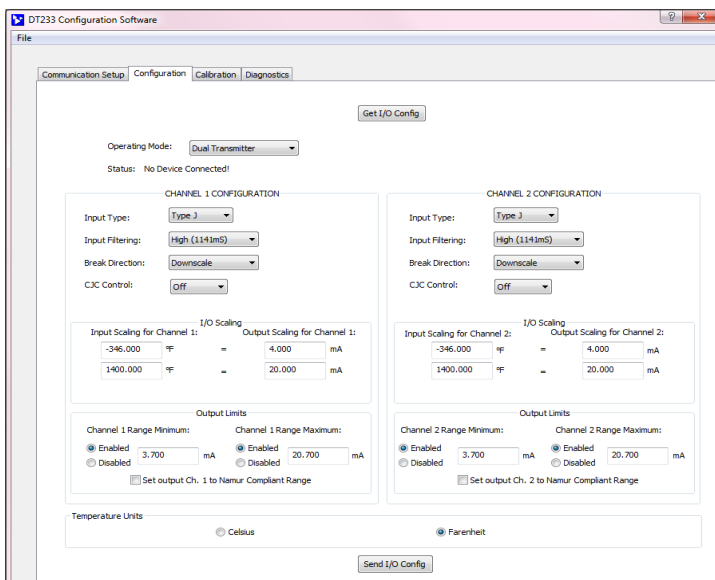 DT233 Configuration Software
File
Communication Setup Configuration Calibration Diagnostics
Get I/O Config
Operating Mode: Dual Transmitter
Status: No Device Connected!
CHANNEL 1 CONFIGURATION
Input Type: Type J
Input Filtering: High (1141mS)
Break Direction: Downscale
CJC Control: Off
I/O Scaling
Input Scaling for Channel 1: Output Scaling for Channel 1:
-346.000 ºF = 4.000 mA
1400.000 ºF = 20.000 mA
Output Limits
Channel 1 Range Minimum: Channel 1 Range Maximum:
Enabled
Disabled
3.700 mA
Enabled
Disabled
20.700 mA
Set output Ch. 1 to Namur Compliant Range
CHANNEL 2 CONFIGURATION
Input Type: Type J
Input Filtering: High (1141mS)
Break Direction: Downscale
CJC Control: Off
I/O Scaling
Input Scaling for Channel 2: Output Scaling for Channel 2:
-346.000 ºF = 4.000 mA
1400.000 ºF = 20.000 mA
Output Limits
Channel 2 Range Minimum: Channel 2 Range Maximum:
Enabled
Disabled
3.700 mA
Enabled
Disabled
20.700 mA
Set output Ch. 2 to Namur Compliant Range
Temperature Units
Celsius Farenheit
Send I/O Config